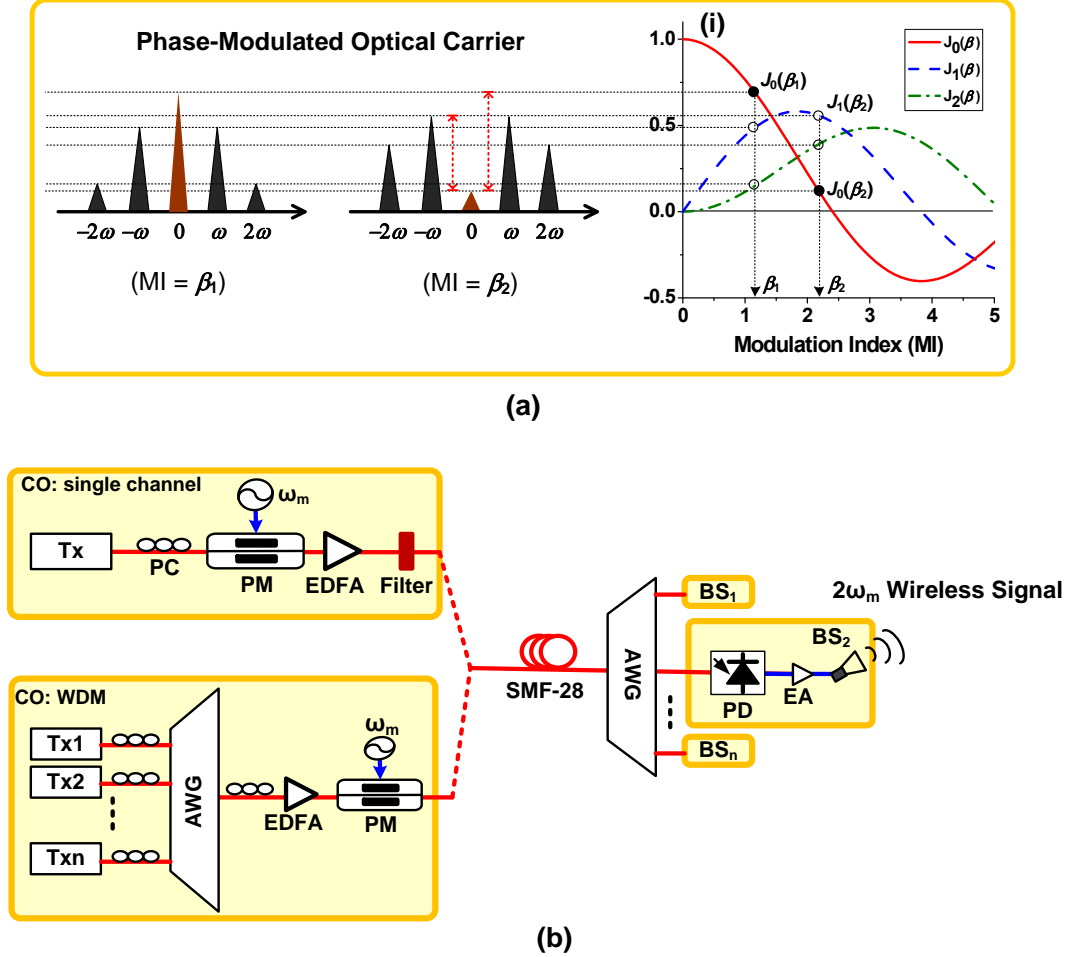 Phase-Modulated Optical Carrier
−2ω −ω 0 ω 2ω
(MI = β₁)
−2ω −ω 0 ω 2ω
(MI = β₂)
(i)
1.0
0.5
0.0
-0.5
J₀(β₁)
J₁(β₂)
J₀(β₂)
J₀(β)
J₁(β)
J₂(β)
β₁ β₂
0 1 2 3 4 5
Modulation Index (MI)
(a)
CO: single channel
ωₘ
Tx
PC
PM
EDFA
Filter
CO: WDM
Tx1
Tx2
Txn
AWG
EDFA
ωₘ
PM
SMF-28
AWG
BS₁
2ωₘ Wireless Signal
BS₂
PD
EA
BSₙ
(b)